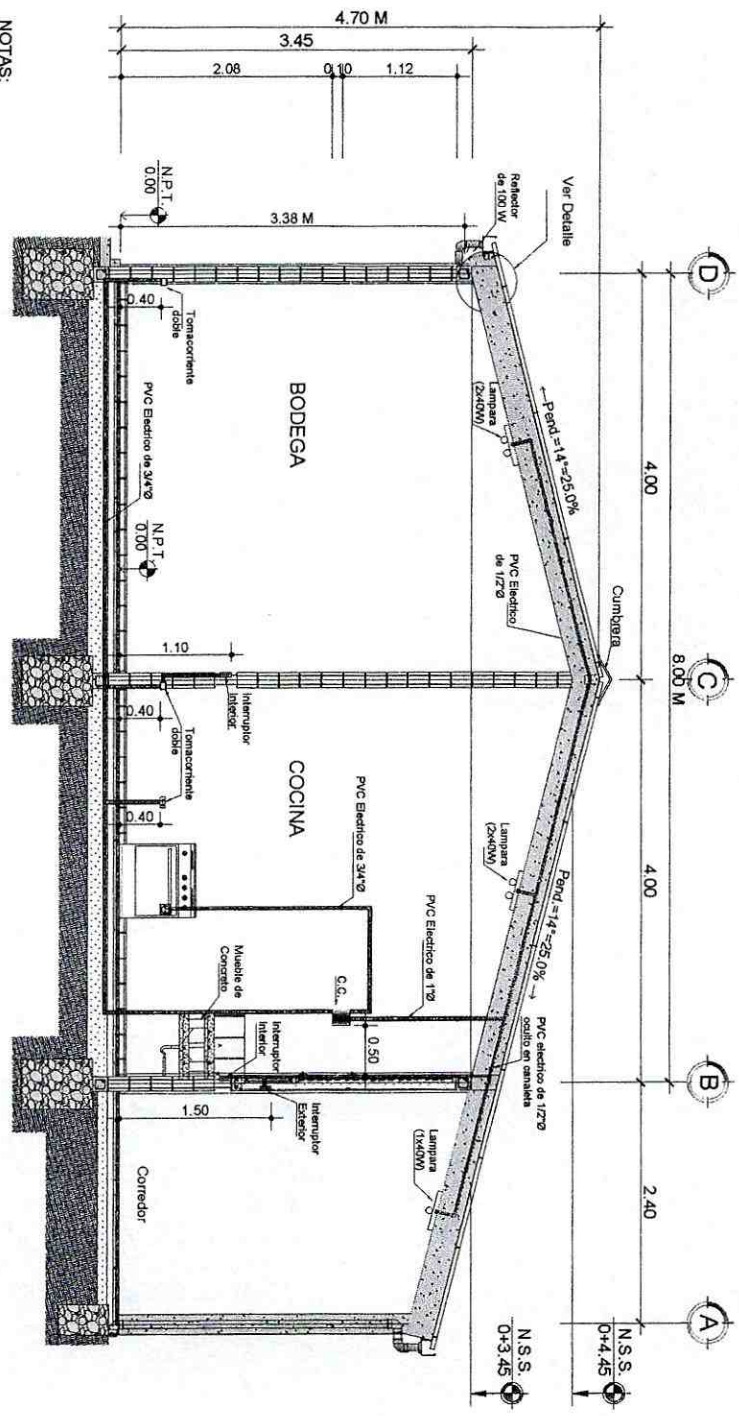 D
C
B
A
4.00
8.00 M
4.00
2.40
4.70 M
3.45
2.08
0.10
1.12
3.38 M
N.P.T.
0.00
Ver Detalle
Reflector
de 100 W
←Pend.=14°=25.0%
Cumbrera
Pend.=14°=25.0% →
N.S.S.
0+4.45
N.S.S.
0+3.45
Lampara
(2x40W)
PVC Electrico
de 1/2"Ø
Lampara
(2x40W)
PVC electrico de 1/2"Ø
oculto en canaleta
Lampara
(1x40W)
BODEGA
COCINA
Corredor
0.40
Tomacorriente
doble
PVC Electrico de 3/4"Ø
N.P.T.
0.00
1.10
Interruptor
Interior
0.40
Tomacorriente
doble
0.40
PVC Electrico de 3/4"Ø
PVC Electrico de 1"Ø
C.C.
0.50
Mueble de
Concreto
Interruptor
Interior
Interruptor
Exterior
1.50
NOTAS: